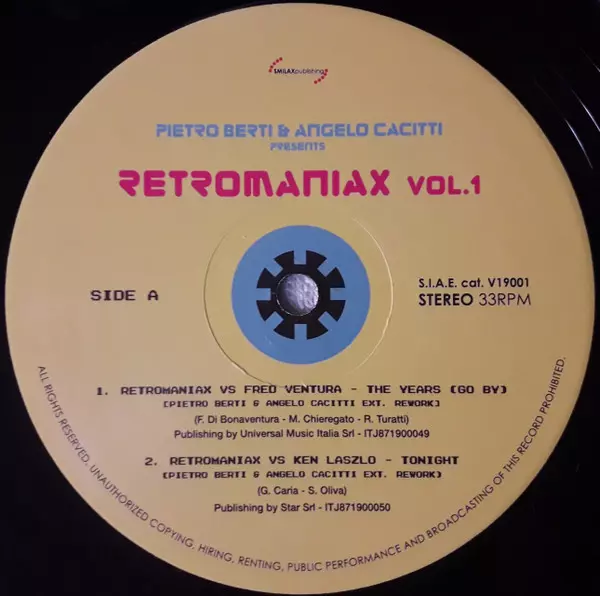 SMILAXpublishing
PIETRO BERTI & ANGELO CACITTI
PRESENTS
RETROMANIAX VOL.1
SIDE A
S.I.A.E. cat. V19001
STEREO 33RPM
1. RETROMANIAX VS FRED VENTURA - THE YEARS (GO BY)
(PIETRO BERTI & ANGELO CACITTI EXT. REWORK)
(F. Di Bonaventura - M. Chieregato - R. Turatti)
Publishing by Universal Music Italia Srl - ITJ871900049
2. RETROMANIAX VS KEN LASZLO - TONIGHT
(PIETRO BERTI & ANGELO CACITTI EXT. REWORK)
(G. Caria - S. Oliva)
Publishing by Star Srl - ITJ871900050
ALL RIGHTS RESERVED. UNAUTHORIZED COPYING, HIRING, RENTING, PUBLIC PERFORMANCE AND BROADCASTING OF THIS RECORD PROHIBITED.